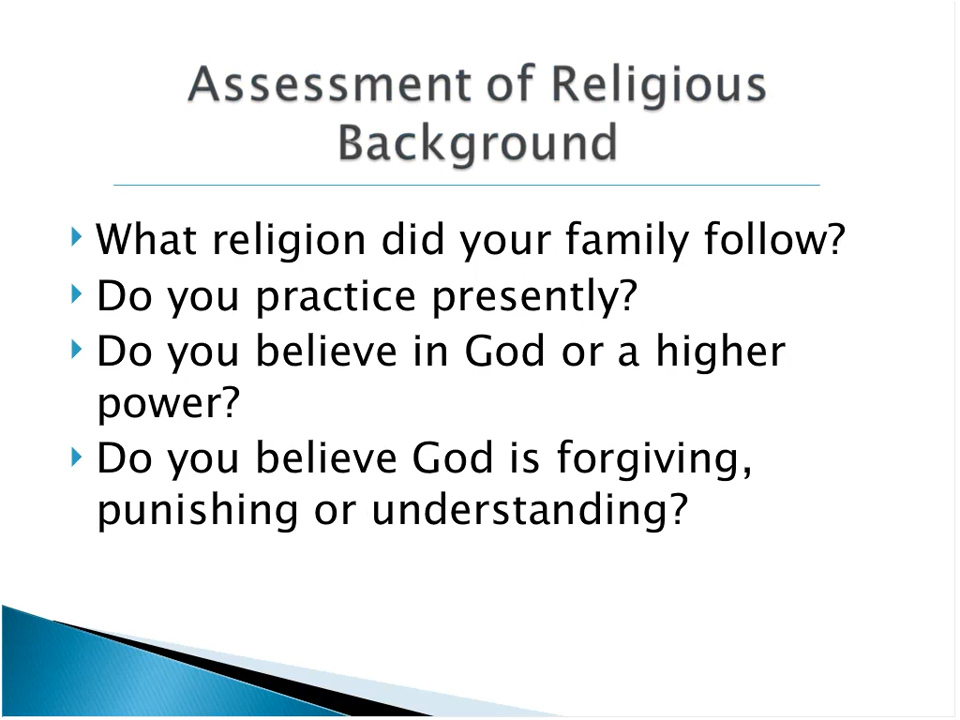 Assessment of Religious
Background
What religion did your family follow?
Do you practice presently?
Do you believe in God or a higher
power?
Do you believe God is forgiving,
punishing or understanding?